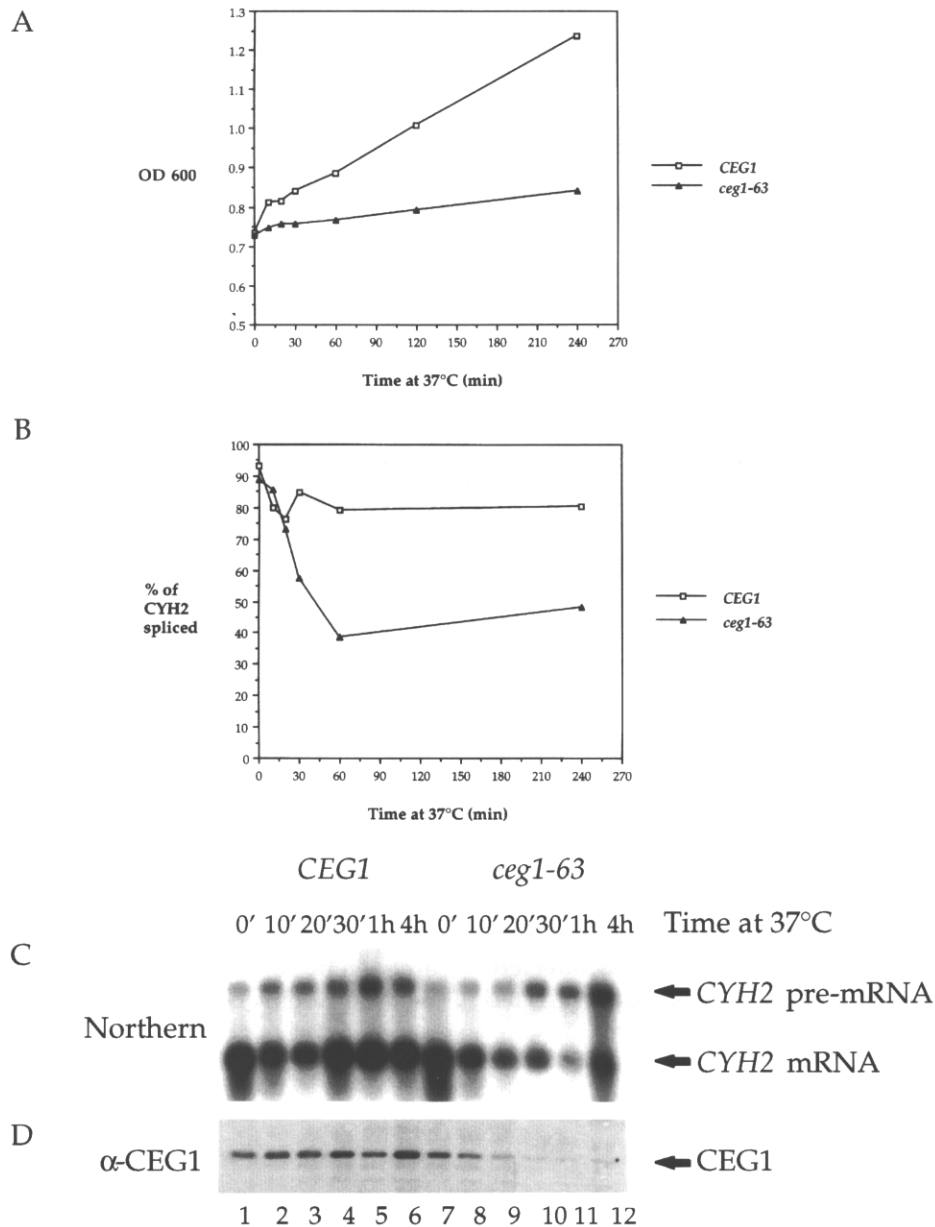 A
1.3
1.2
1.1
1.0
0.9
0.8
0.7
0.6
0.5
OD 600
0 30 60 90 120 150 180 210 240 270
Time at 37°C (min)
CEG1
ceg1-63
B
100
90
80
70
60
50
40
30
20
10
0
% of
CYH2
spliced
0 30 60 90 120 150 180 210 240 270
Time at 37°C (min)
CEG1
ceg1-63
CEG1 ceg1-63
0' 10' 20' 30' 1h 4h 0' 10' 20' 30' 1h 4h Time at 37°C
C
Northern
CYH2 pre-mRNA
CYH2 mRNA
D
α-CEG1
CEG1
1 2 3 4 5 6 7 8 9 10 11 12